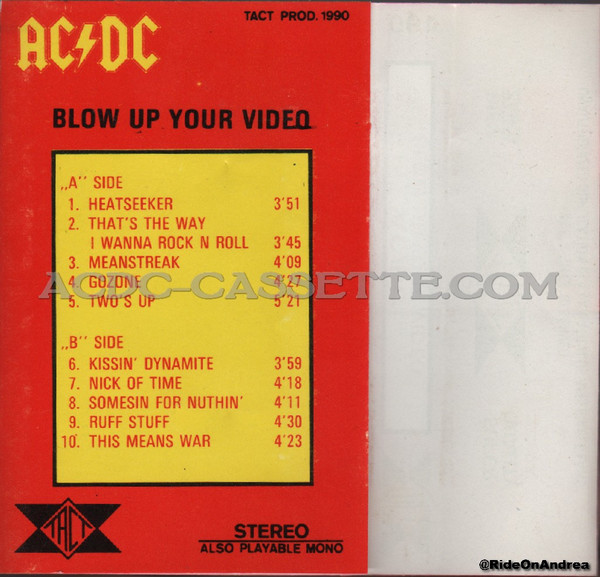 AC⚡DC
TACT PROD. 1990
BLOW UP YOUR VIDEO
„A'' SIDE
1. HEATSEEKER 3'51
2. THAT'S THE WAY
I WANNA ROCK N ROLL 3'45
3. MEANSTREAK 4'09
4. GOZONE 4'27
5. TWO'S UP 5'21
ACDC-CASSETTE.COM
„B'' SIDE
6. KISSIN' DYNAMITE 3'59
7. NICK OF TIME 4'18
8. SOMESIN FOR NUTHIN' 4'11
9. RUFF STUFF 4'30
10. THIS MEANS WAR 4'23
TACT
STEREO
ALSO PLAYABLE MONO
@RideOnAndrea